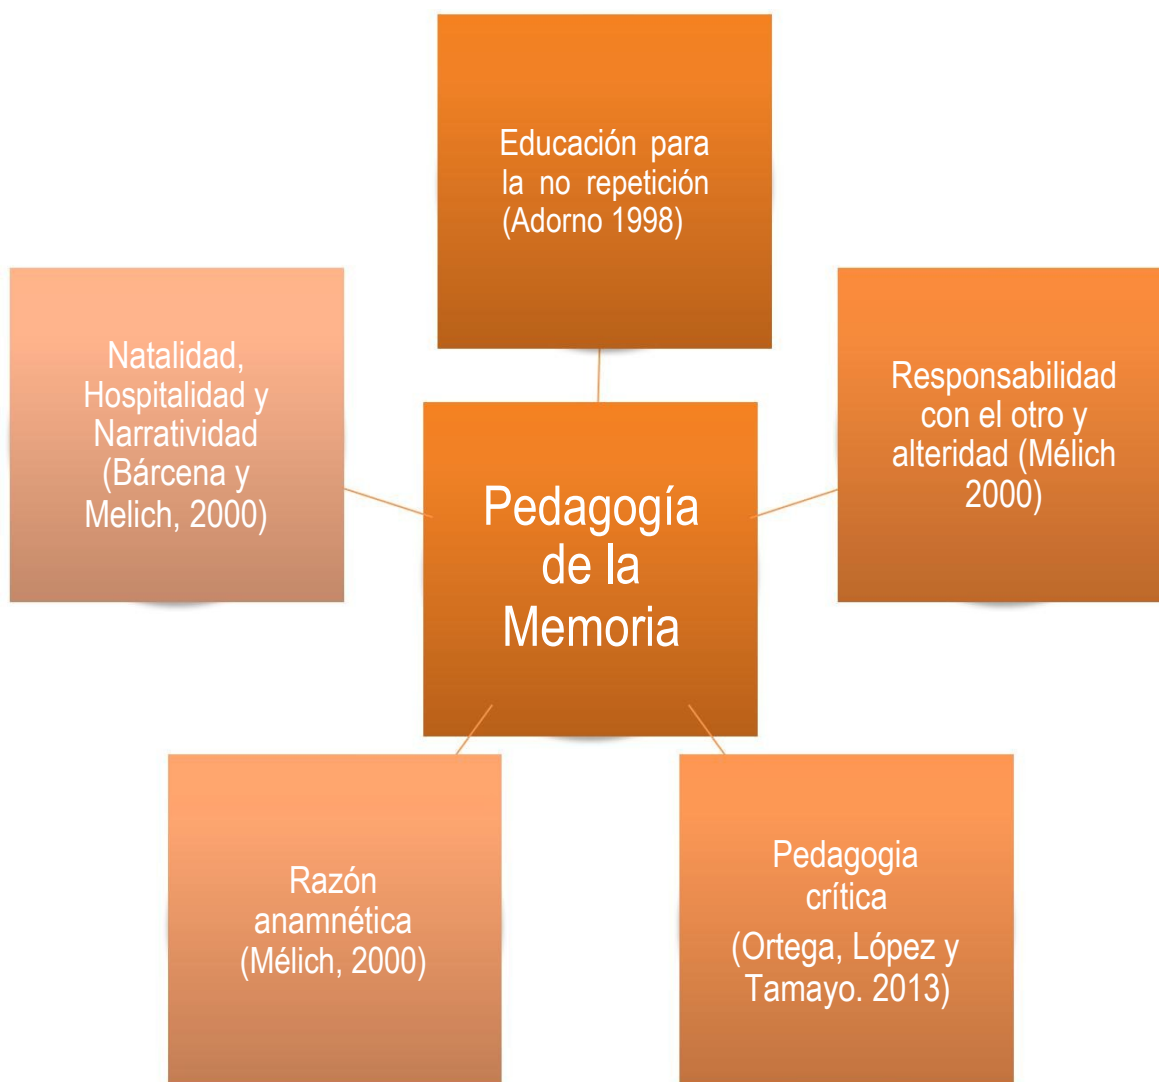 Educación para
la no repetición
(Adorno 1998)
Natalidad,
Hospitalidad y
Narratividad
(Bárcena y
Melich, 2000)
Responsabilidad
con el otro y
alteridad (Mélich
2000)
Pedagogía
de la
Memoria
Razón
anamnética
(Mélich, 2000)
Pedagogia
crítica
(Ortega, López y
Tamayo. 2013)